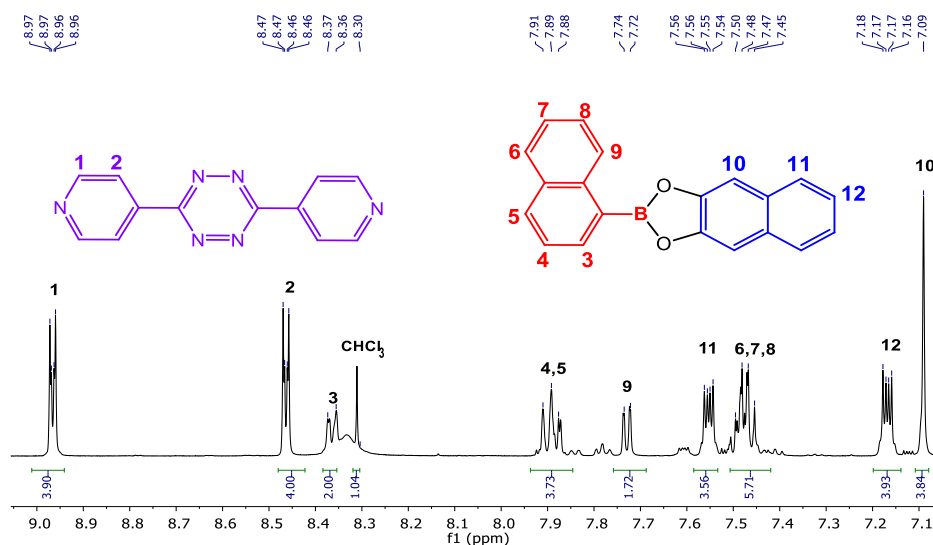 8.97 8.97 8.96 8.96 8.47 8.47 8.46 8.46 8.37 8.36 8.30 7.91 7.89 7.88 7.74 7.72 7.56 7.56 7.55 7.54 7.50 7.48 7.47 7.45 7.18 7.17 7.17 7.16 7.09
7 8
1 2 6 9 10 11 10
N N N O 12
N N N 5 B O
4 3
1 2 CHCl3 3 4,5 9 11 6,7,8 12
3.90 4.00 2.00 1.04 3.73 1.72 3.56 5.71 3.93 3.84
9.0 8.9 8.8 8.7 8.6 8.5 8.4 8.3 8.2 8.1 8.0 7.9 7.8 7.7 7.6 7.5 7.4 7.3 7.2 7.1
f1 (ppm)